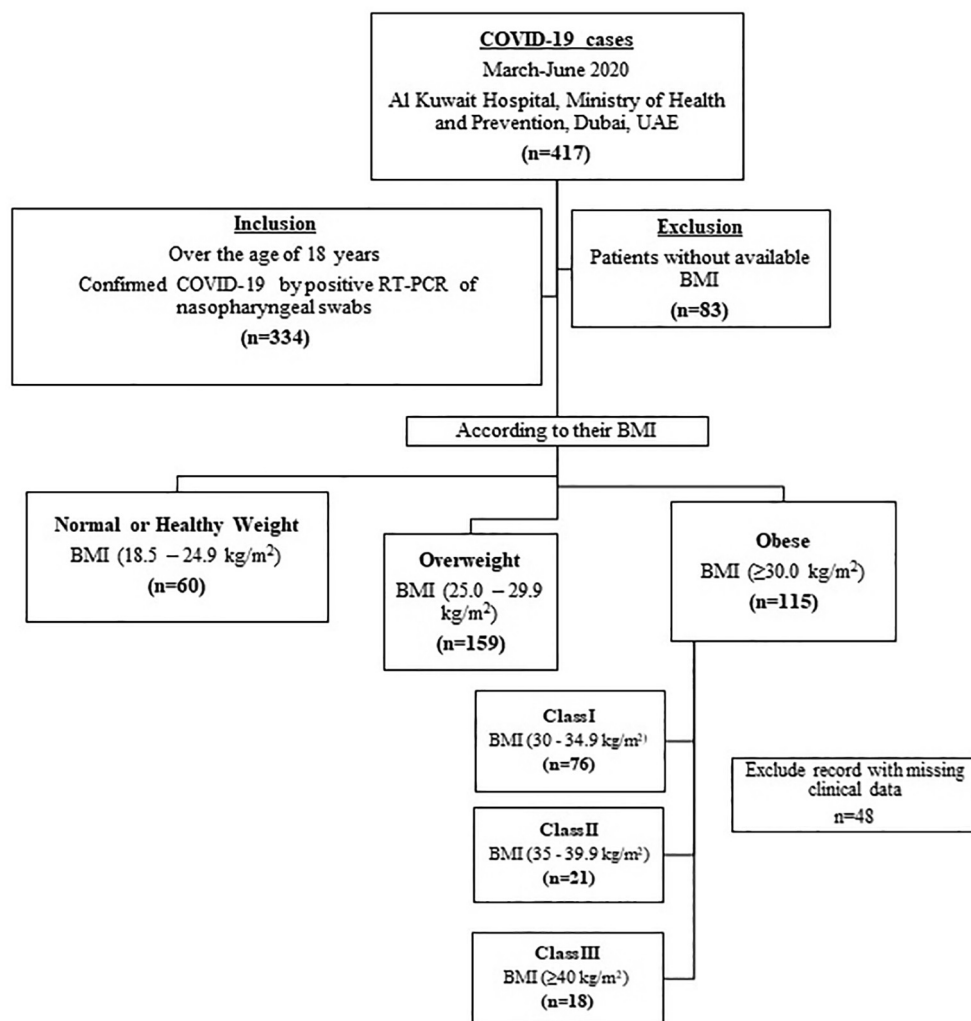 COVID-19 cases
March-June 2020
Al Kuwait Hospital, Ministry of Health
and Prevention, Dubai, UAE
(n=417)
Inclusion
Over the age of 18 years
Confirmed COVID-19 by positive RT-PCR of
nasopharyngeal swabs
(n=334)
Exclusion
Patients without available
BMI
(n=83)
According to their BMI
Normal or Healthy Weight
BMI (18.5 – 24.9 kg/m²)
(n=60)
Overweight
BMI (25.0 – 29.9
kg/m²)
(n=159)
Obese
BMI (≥30.0 kg/m²)
(n=115)
ClassI
BMI (30 - 34.9 kg/m²)
(n=76)
ClassII
BMI (35 - 39.9 kg/m²)
(n=21)
ClassIII
BMI (≥40 kg/m²)
(n=18)
Exclude record with missing
clinical data
n=48